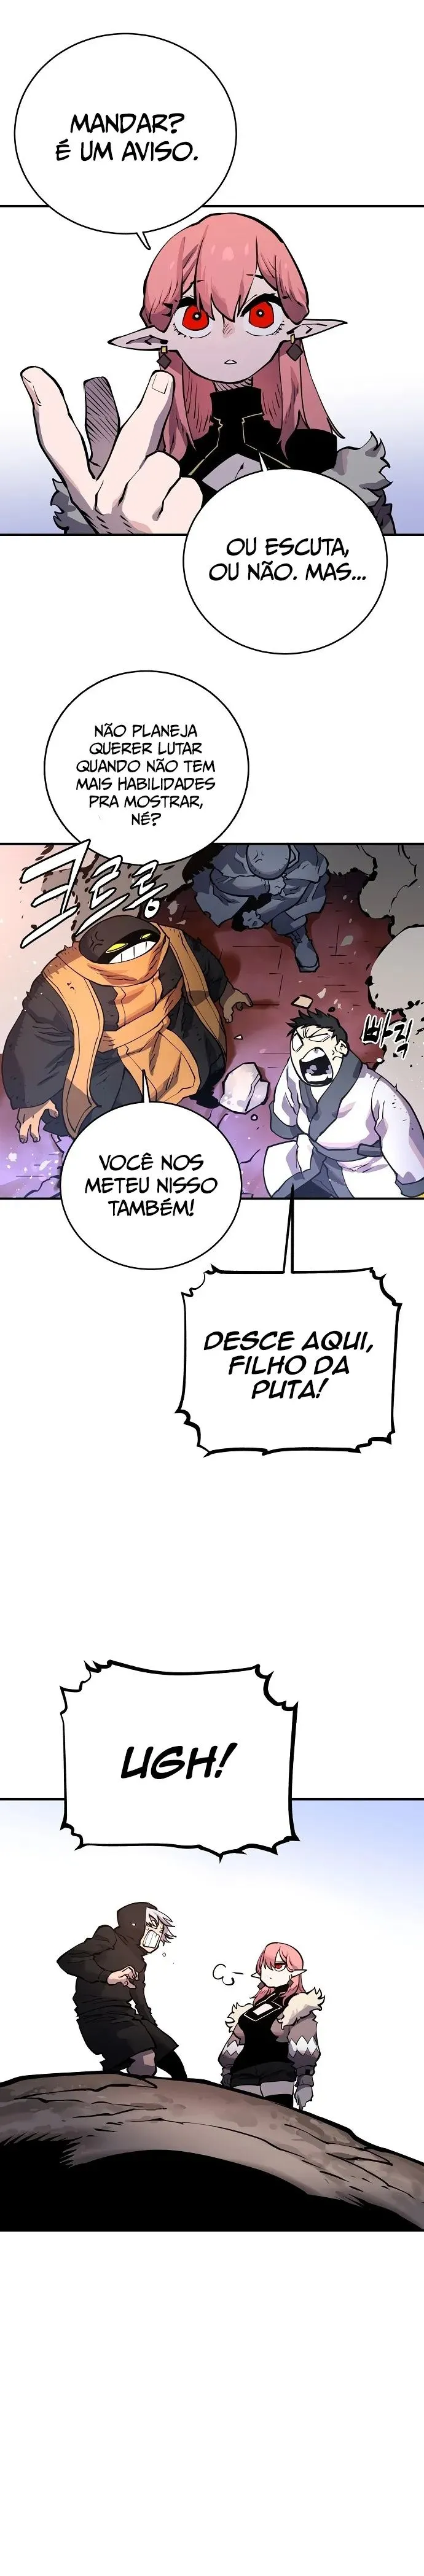 MANDAR?
É UM AVISO.
OU ESCUTA,
OU NÃO. MAS...
NÃO PLANEJA
QUERER LUTAR
QUANDO NÃO TEM
MAIS HABILIDADES
PRA MOSTRAR,
NÉ?
크르릉
빠직
VOCÊ NOS
METEU NISSO
TAMBÉM!
DESCE AQUI,
FILHO DA
PUTA!
UGH!